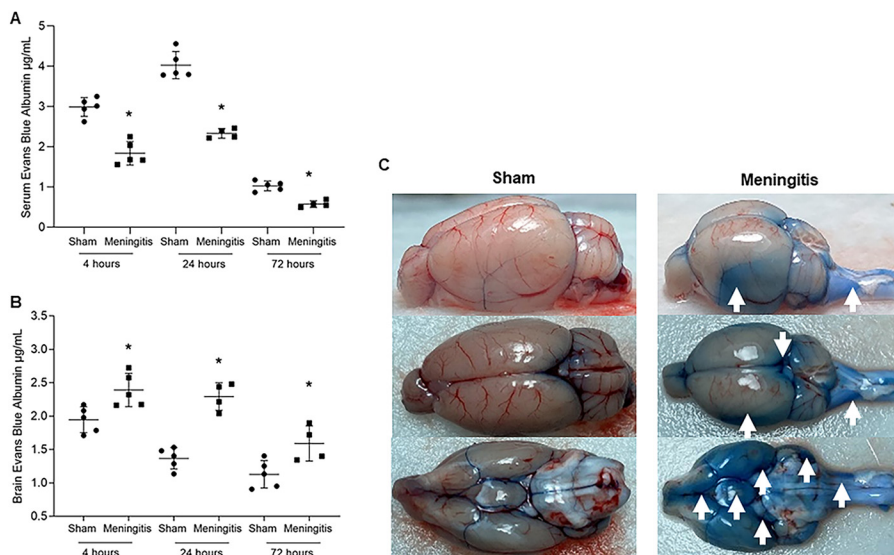 A
Serum Evans Blue Albumin µg/mL
5
4
3
2
1
0
*
*
*
Sham Meningitis Sham Meningitis Sham Meningitis
4 hours 24 hours 72 hours
B
Brain Evans Blue Albumin µg/mL
3.5
3.0
2.5
2.0
1.5
1.0
0.5
*
*
*
Sham Meningitis Sham Meningitis Sham Meningitis
4 hours 24 hours 72 hours
C
Sham Meningitis